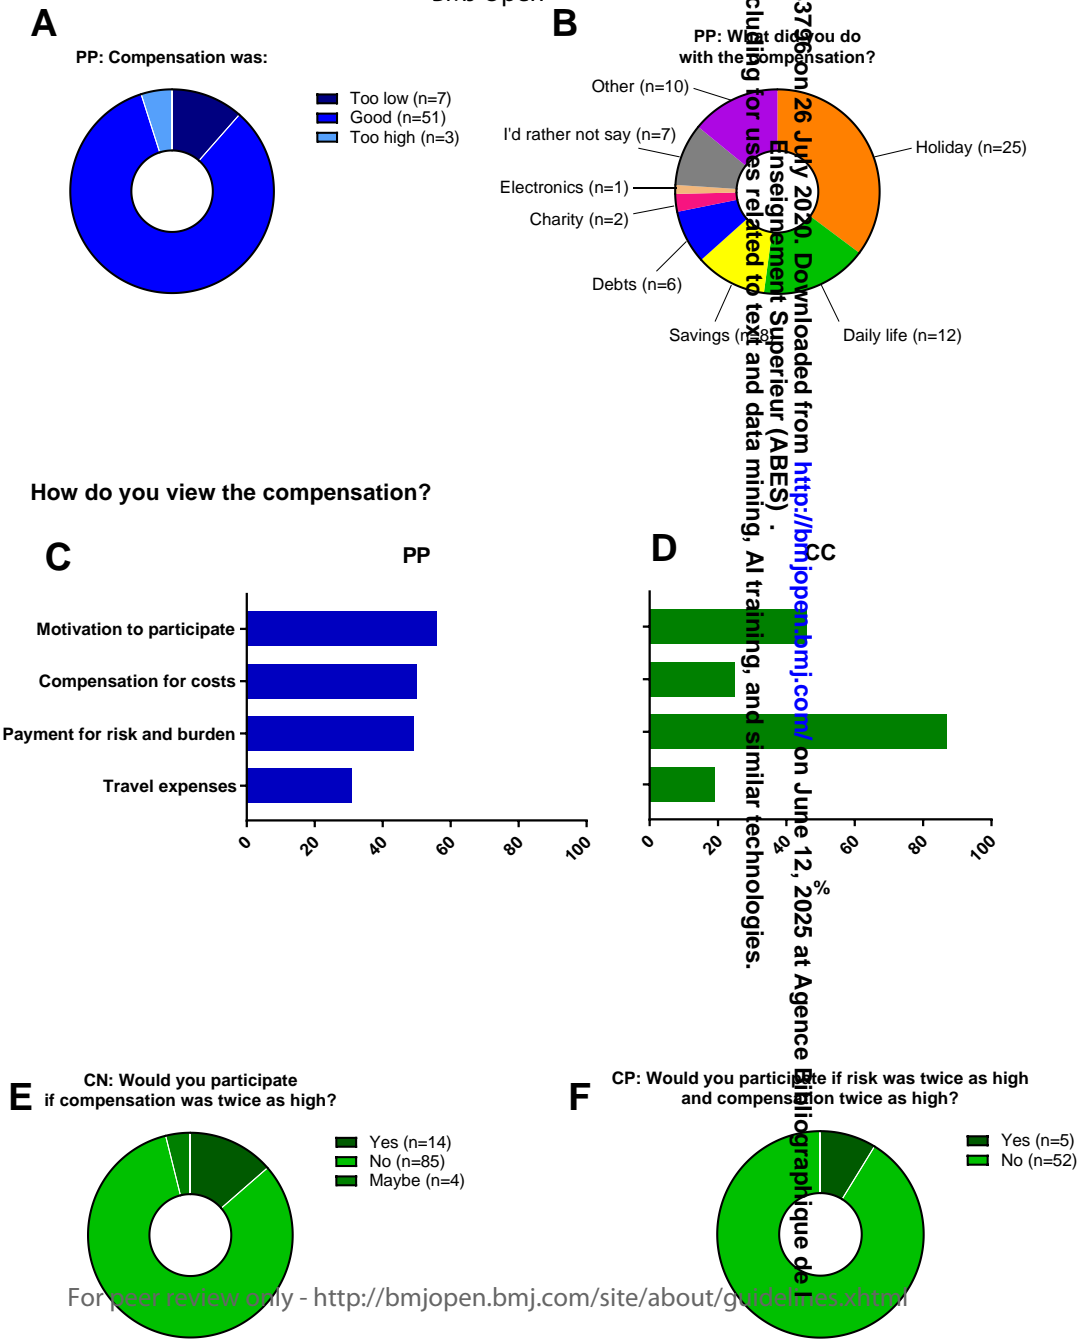 A
PP: Compensation was:
Too low (n=7)
Good (n=51)
Too high (n=3)
B
PP: What did you do
with the compensation?
Other (n=10)
I'd rather not say (n=7)
Electronics (n=1)
Charity (n=2)
Debts (n=6)
Savings (n=8)
Daily life (n=12)
Holiday (n=25)
How do you view the compensation?
C
PP
Motivation to participate
Compensation for costs
Payment for risk and burden
Travel expenses
0 20 40 60 80 100
D
CC
0 20 40 60 80 100
%
E
CN: Would you participate
if compensation was twice as high?
Yes (n=14)
No (n=85)
Maybe (n=4)
F
CP: Would you participate if risk was twice as high
and compensation twice as high?
Yes (n=5)
No (n=52)
For peer review only - http://bmjopen.bmj.com/site/about/guidelines.xhtml
on 26 July 2020. Downloaded from http://bmjopen.bmj.com/ on June 12, 2025 at Agence Bibliographique de l
Enseignement Superieur (ABES) .
for uses related to text and data mining, AI training, and similar technologies.